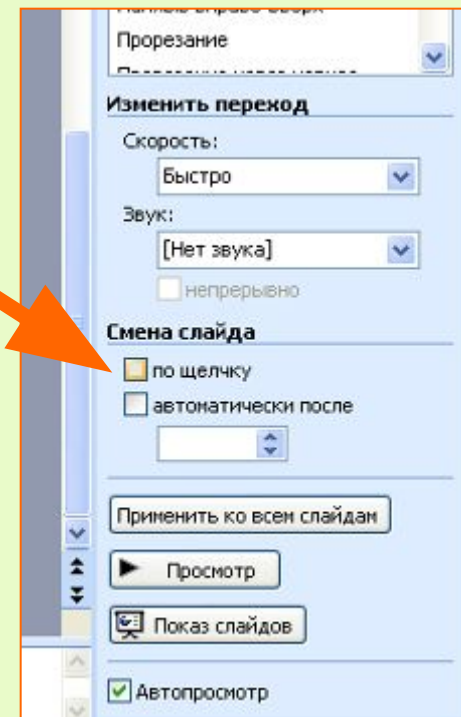 Прорезание
Изменить переход
Скорость:
Быстро
Звук:
[Нет звука]
непрерывно
Смена слайда
по щелчку
автоматически после
Применить ко всем слайдам
Просмотр
Показ слайдов
Автопросмотр